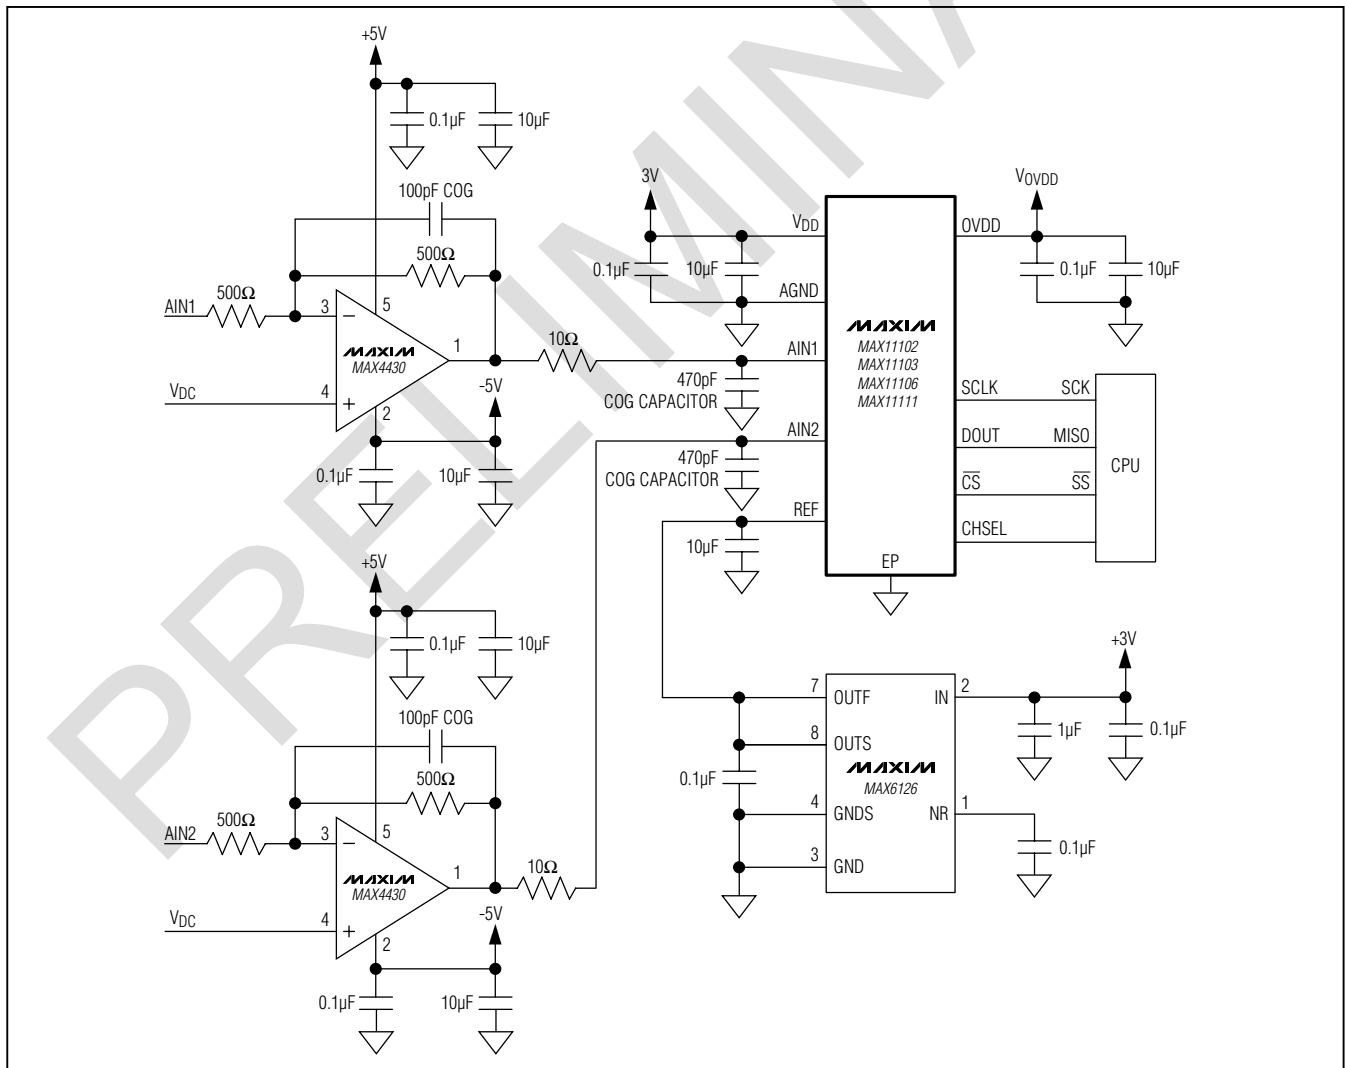 PRELIMINARY
+5V
0.1µF
10µF
100pF COG
500Ω
AIN1
500Ω
3
5
−
MAXIM
MAX4430
1
VDC
4
+
2
-5V
0.1µF
10µF
10Ω
+5V
0.1µF
10µF
100pF COG
500Ω
AIN2
500Ω
3
5
−
MAXIM
MAX4430
1
VDC
4
+
2
-5V
0.1µF
10µF
10Ω
3V
VDD
0.1µF
10µF
AGND
AIN1
470pF
COG CAPACITOR
AIN2
470pF
COG CAPACITOR
REF
10µF
MAXIM
MAX11102
MAX11103
MAX11106
MAX11111
EP
VOVDD
OVDD
0.1µF
10µF
SCLK
SCK
DOUT
MISO
CS
SS
CHSEL
CPU
7
OUTF
IN
2
+3V
8
OUTS
1µF
0.1µF
MAXIM
MAX6126
0.1µF
4
GNDS
NR
1
0.1µF
3
GND